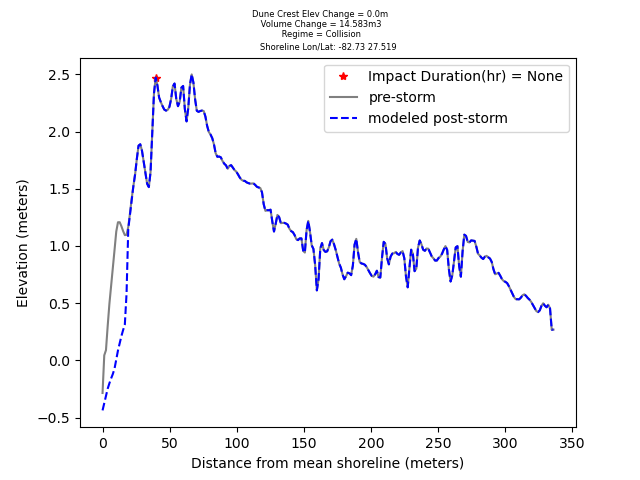 Dune Crest Elev Change = 0.0m
Volume Change = 14.583m3
Regime = Collision
Shoreline Lon/Lat: -82.73 27.519
Impact Duration(hr) = None
pre-storm
modeled post-storm
Elevation (meters)
2.5
2.0
1.5
1.0
0.5
0.0
−0.5
0 50 100 150 200 250 300 350
Distance from mean shoreline (meters)